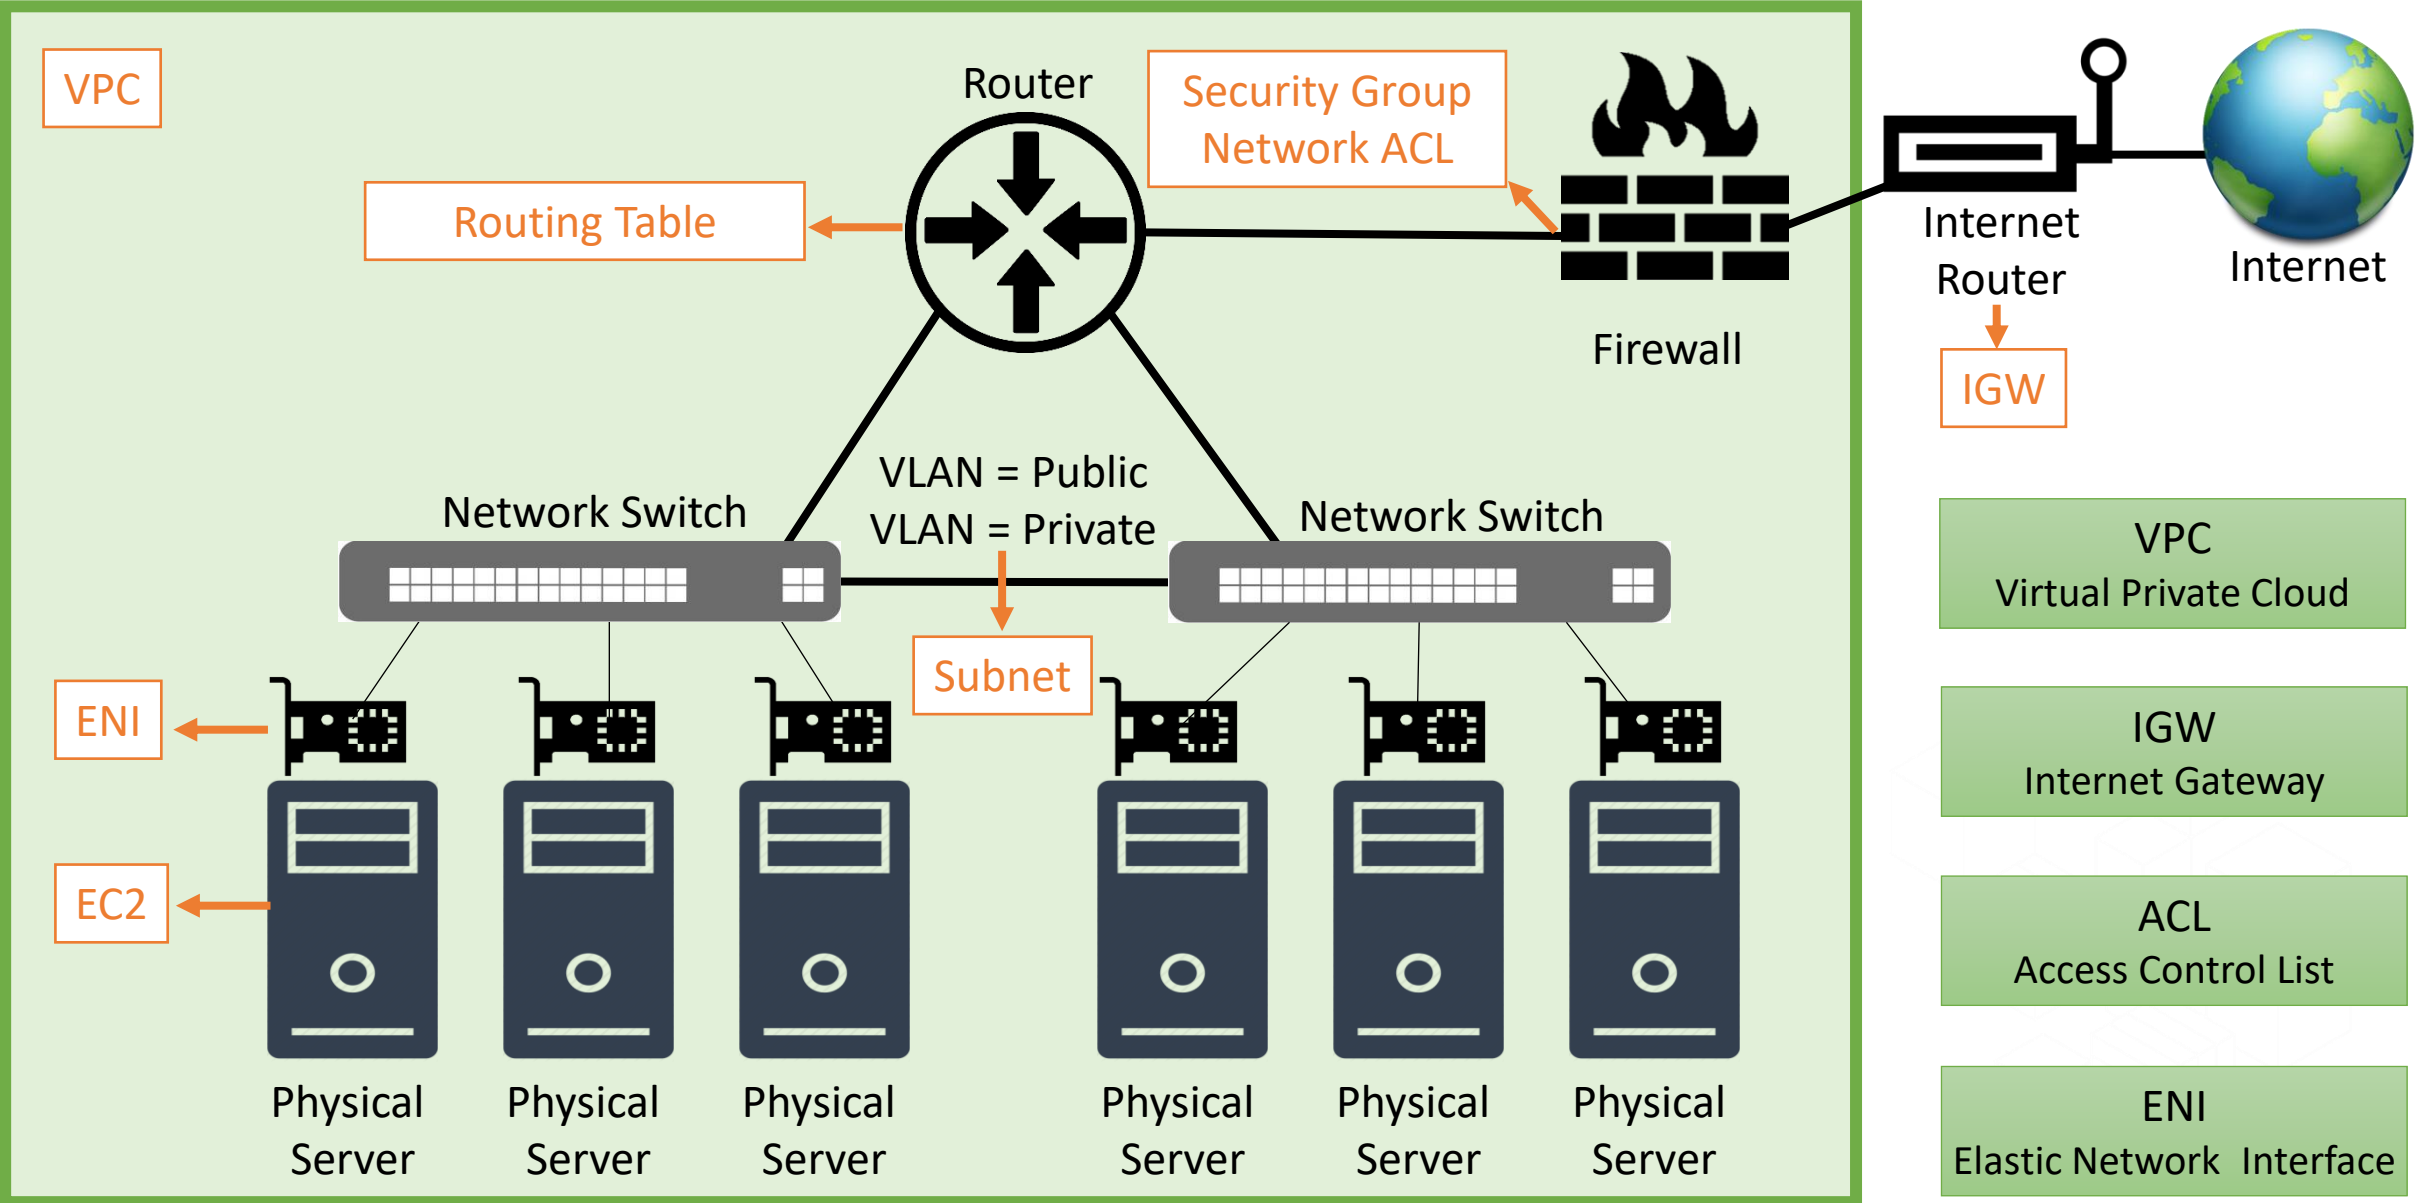 VPC
Router
Security Group
Network ACL
Routing Table
Firewall
Internet
Router
Internet
IGW
VLAN = Public
VLAN = Private
Network Switch
Network Switch
Subnet
ENI
EC2
Physical
Server
Physical
Server
Physical
Server
Physical
Server
Physical
Server
Physical
Server
VPC
Virtual Private Cloud
IGW
Internet Gateway
ACL
Access Control List
ENI
Elastic Network  Interface